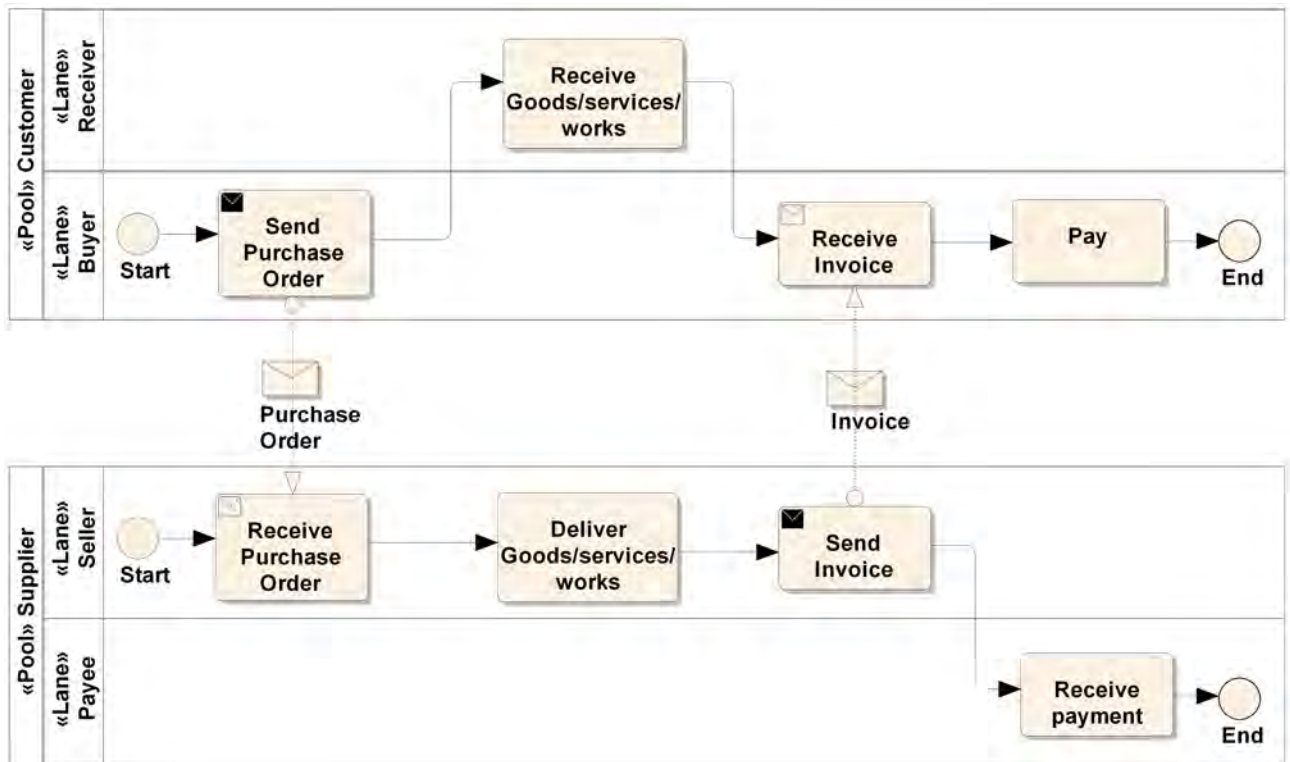 «Pool» Customer
«Lane»
Receiver
Receive
Goods/services/
works
«Lane»
Buyer
Start
Send
Purchase
Order
Receive
Invoice
Pay
End
Purchase
Order
Invoice
«Pool» Supplier
«Lane»
Seller
Start
Receive
Purchase
Order
Deliver
Goods/services/
works
Send
Invoice
«Lane»
Payee
Receive
payment
End